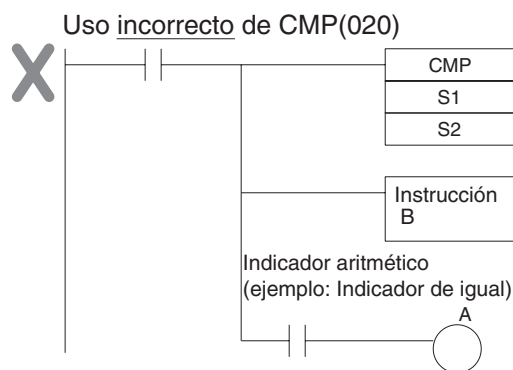 Uso incorrecto de CMP(020)
CMP
S1
S2
Instrucción
B
Indicador aritmético
(ejemplo: Indicador de igual)
A